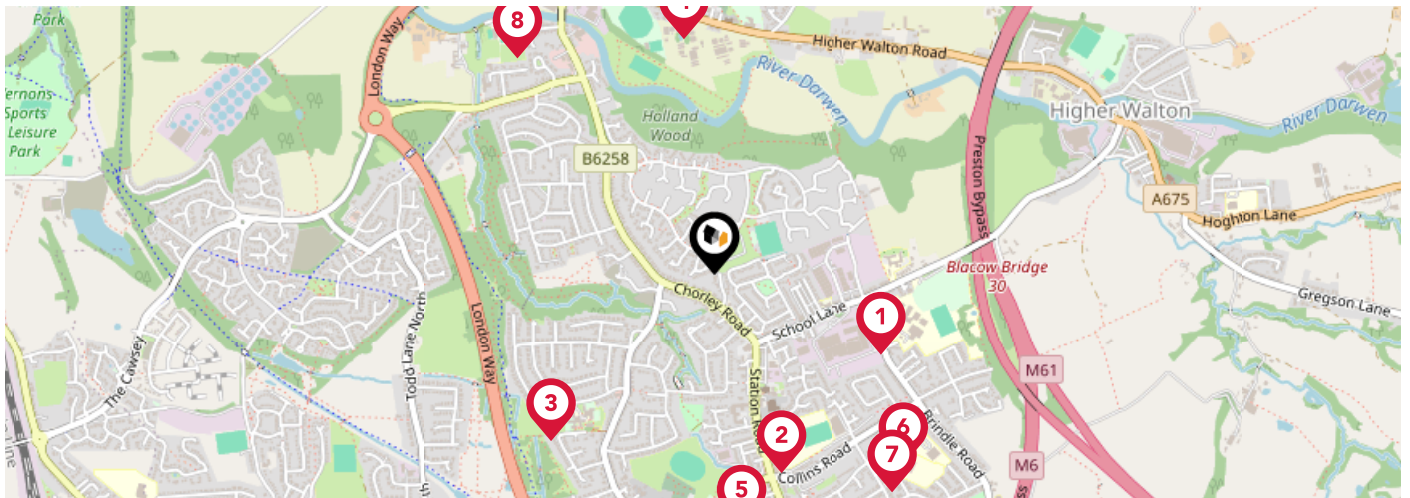 8
London Way
Higher Walton Road
River Darwen
Park
ernons
Sports
Leisure
Park
Holland
Wood
B6258
Higher Walton
River Darwen
Preston Bypass
A675
Hoghton Lane
Blacow Bridge
30
Gregson Lane
Chorley Road
School Lane
1
London Way
Todd Lane North
The Cawsey
M61
3
Station Road
2
Collins Road
6
7
Brindle Road
5
M6